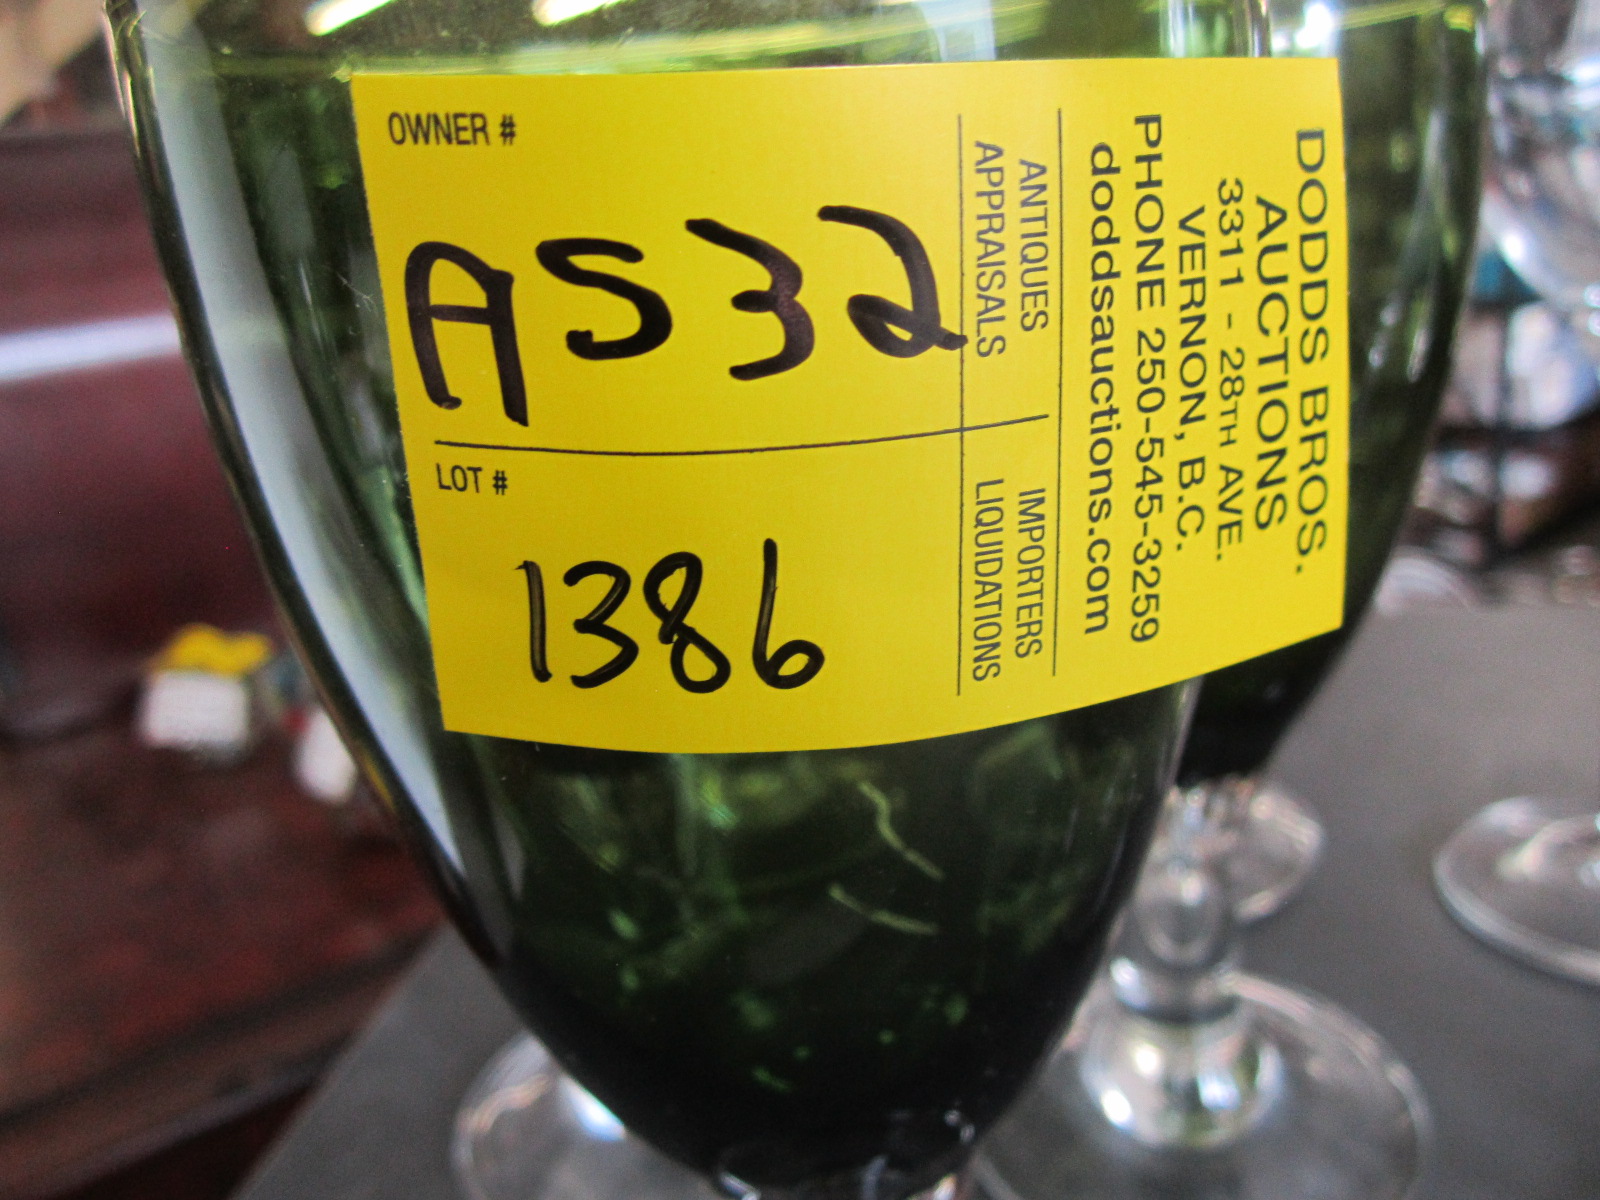 OWNER #
AS32
LOT #
1386
ANTIQUES
APPRAISALS
IMPORTERS
LIQUIDATIONS
DODDS BROS.
AUCTIONS
3311 - 28TH AVE.
VERNON, B.C.
PHONE 250-545-3259
doddsauctions.com